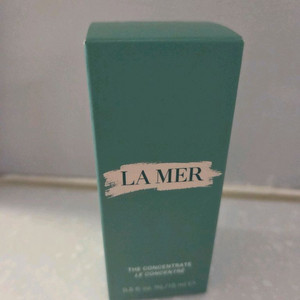 LA MER
THE CONCENTRATE
LE CONCENTRÉ